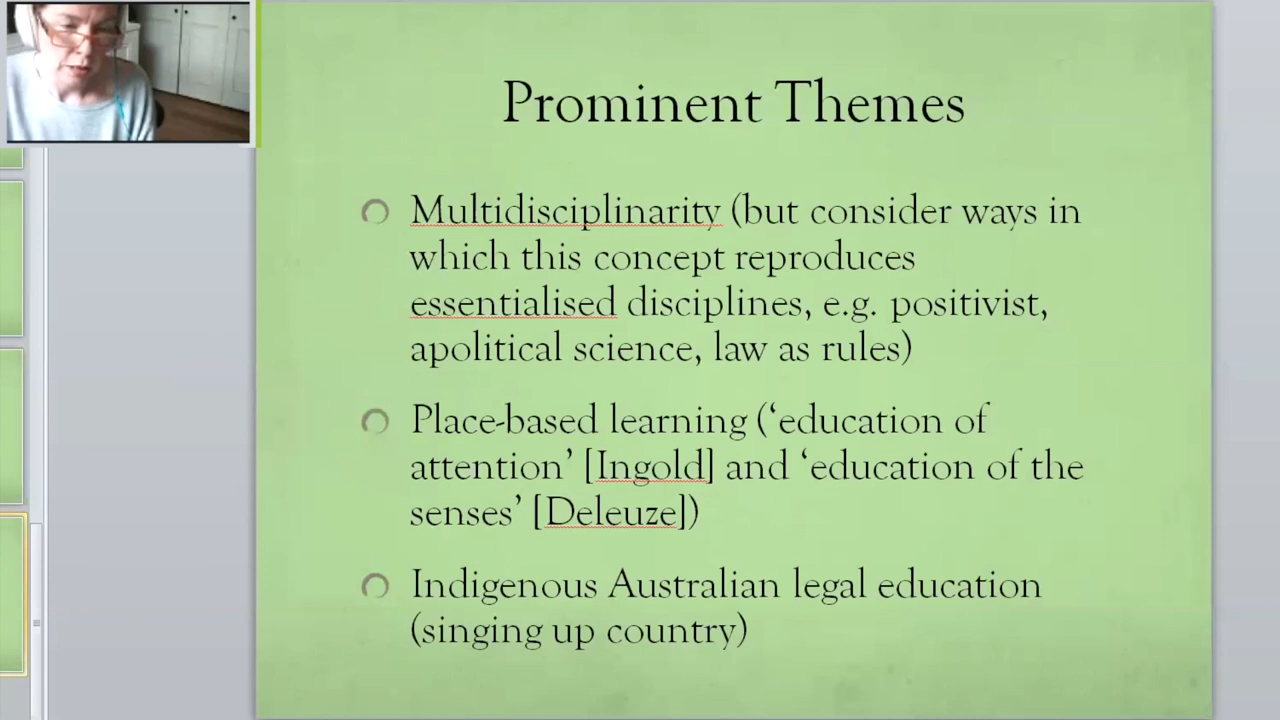 Prominent Themes
Multidisciplinarity (but consider ways in
which this concept reproduces
essentialised disciplines, e.g. positivist,
apolitical science, law as rules)
Place-based learning (‘education of
attention’ [Ingold] and ‘education of the
senses’ [Deleuze])
Indigenous Australian legal education
(singing up country)